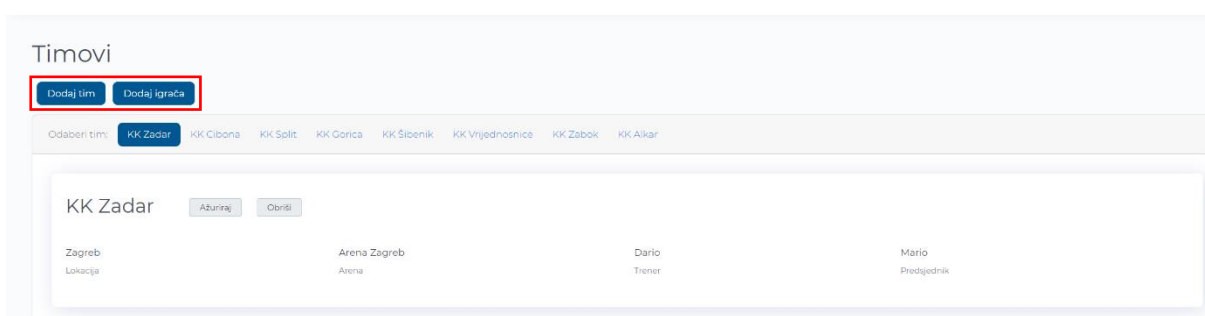 Timovi
Dodaj tim Dodaj igrača
Odaberi tim: KK Zadar KK Cibona KK Split KK Gorica KK Šibenik KK Vrijednosnice KK Zabok KK Alkar
KK Zadar Ažuriraj Obriši
Zagreb Arena Zagreb Dario Mario
Lokacija Arena Trener Predsjednik